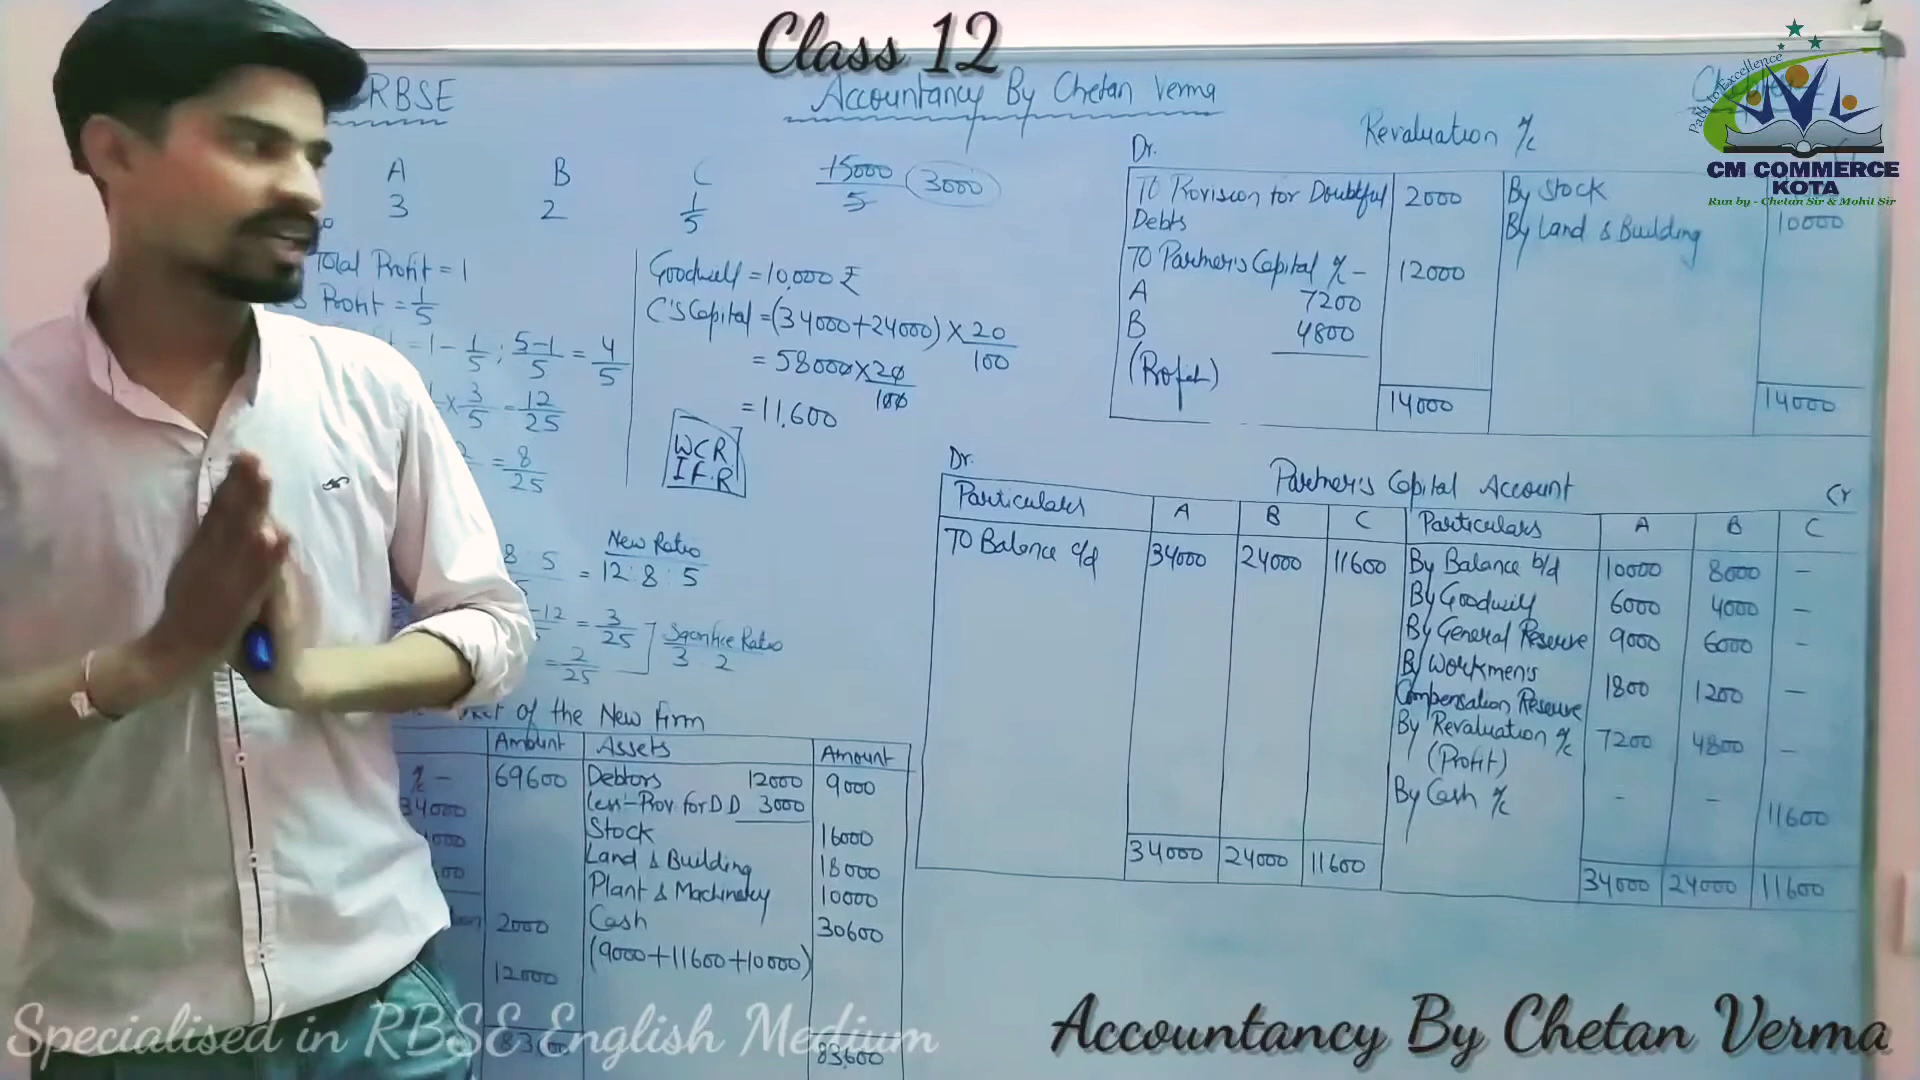 Class 12
RBSE
Accountancy By Chetan Verma
Path to Excellence
CM COMMERCE
KOTA
Run by - Chetan Sir & Mohit Sir
A B C
3 2 1/5
15000/5 3000
Total Profit = 1
Profit = 1/5
= 1 - 1/5 ; 5-1/5 = 4/5
× 3/5 = 12/25
= 8/25
8 5
= New Ratio
12 : 8 : 5
-12 = 3/25
= 2/25
Sacrifice Ratio
3 2
Goodwill = 10,000 ₹
C'S Capital = (34000+24000) × 20/100
= 58000 × 20/100
= 11,600
WCR
I.F.R
Revaluation A/c
Dr.
To Provision for Doubtful Debts 2000 By Stock
By Land & Building 10000
To Partner's Capital A/c - 12000
A 7200
B 4800
(Profit)
14000 14000
Partner's Capital Account
Dr. Cr
Particulars A B C Particulars A B C
To Balance c/d 34000 24000 11600 By Balance b/d 10000 8000 -
By Goodwill 6000 4000 -
By General Reserve 9000 6000 -
By Workmen's
Compensation Reserve 1800 1200 -
By Revaluation A/c 7200 4800 -
(Profit)
By Cash A/c - - 11600
34000 24000 11600 34000 24000 11600
of the New Firm
Amount Assets Amount
A/c - 69600 Debtors 12000 9000
34000 Less:- Prov for D D 3000
Stock 16000
Land & Building 18000
Plant & Machinery 10000
2000 Cash 30600
(9000+11600+10000)
12000
83,600
Specialised in RBSE English Medium
Accountancy By Chetan Verma